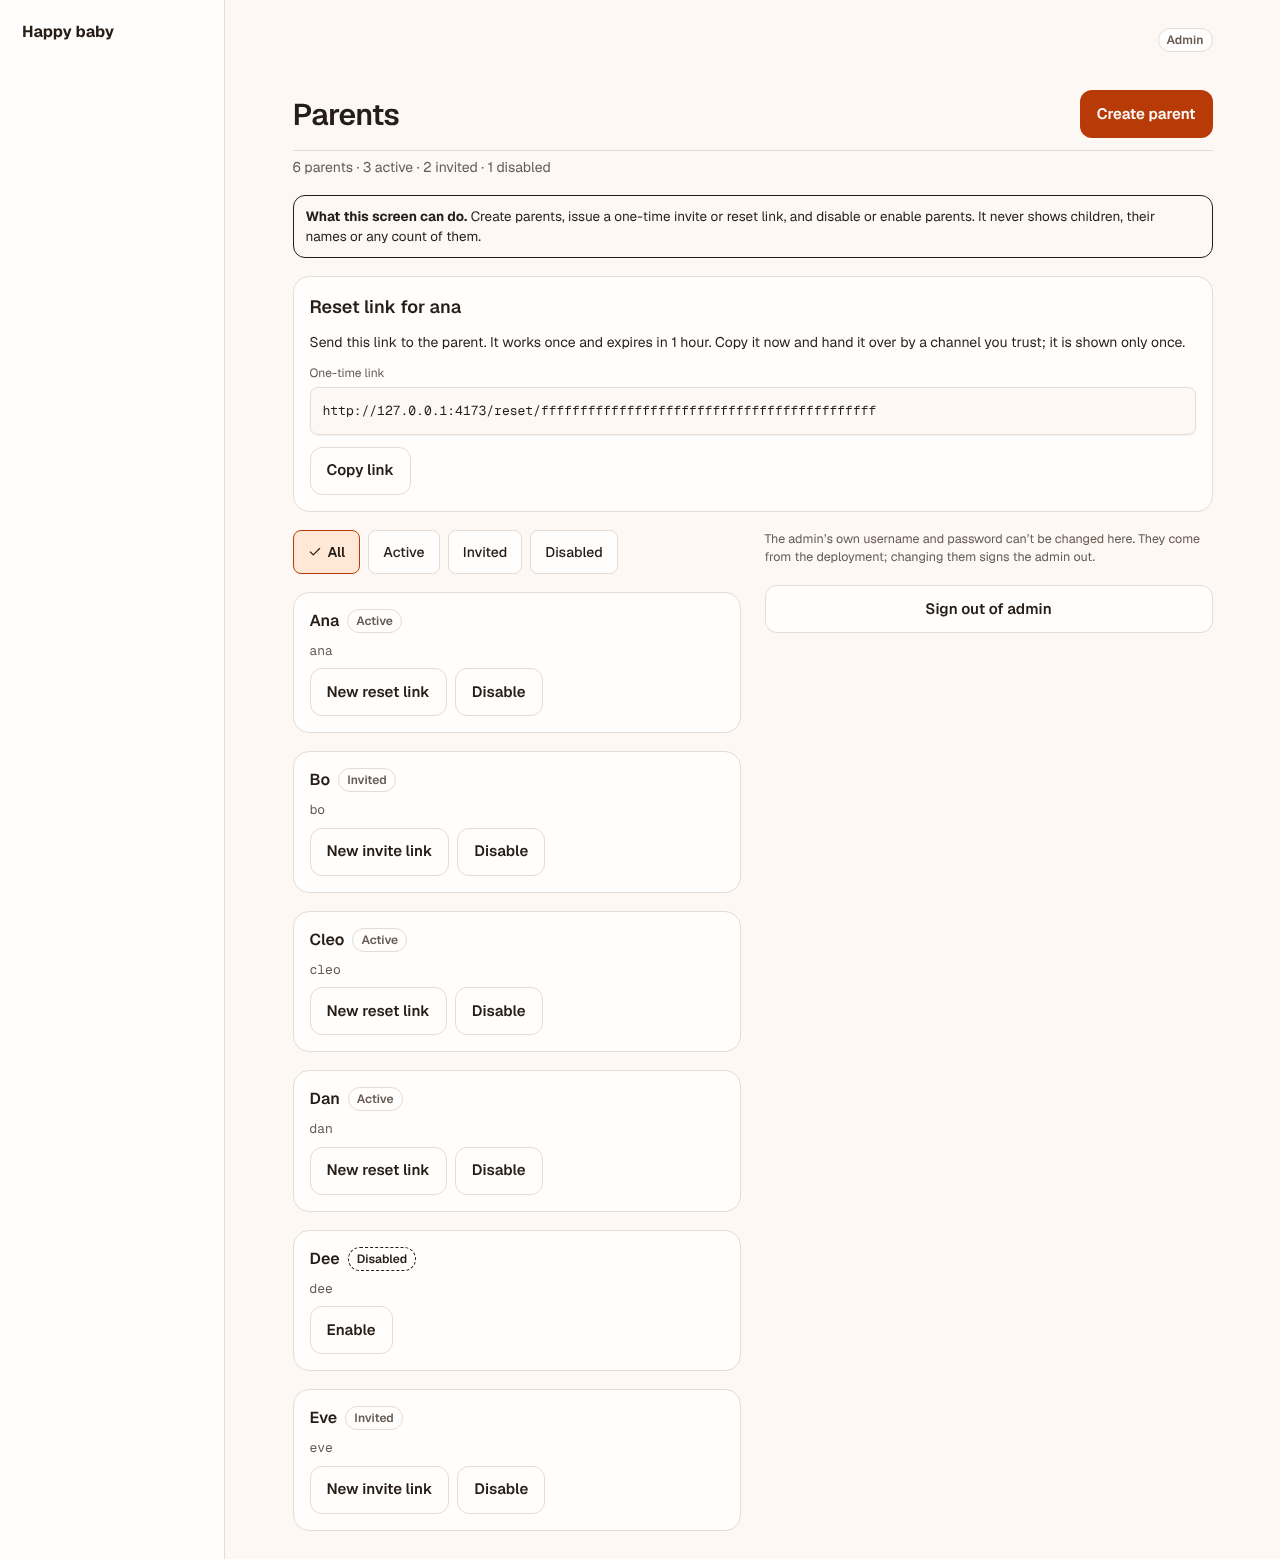 Happy baby
Admin
Parents
Create parent
6 parents · 3 active · 2 invited · 1 disabled
What this screen can do. Create parents, issue a one-time invite or reset link, and disable or enable parents. It never shows children, their
names or any count of them.
Reset link for ana
Send this link to the parent. It works once and expires in 1 hour. Copy it now and hand it over by a channel you trust; it is shown only once.
One-time link
http://127.0.0.1:4173/reset/fffffffffffffffffffffffffffffffffffffffffff
Copy link
All
Active
Invited
Disabled
Ana
Active
ana
New reset link
Disable
Bo
Invited
bo
New invite link
Disable
Cleo
Active
cleo
New reset link
Disable
Dan
Active
dan
New reset link
Disable
Dee
Disabled
dee
Enable
Eve
Invited
eve
New invite link
Disable
The admin’s own username and password can’t be changed here. They come
from the deployment; changing them signs the admin out.
Sign out of admin